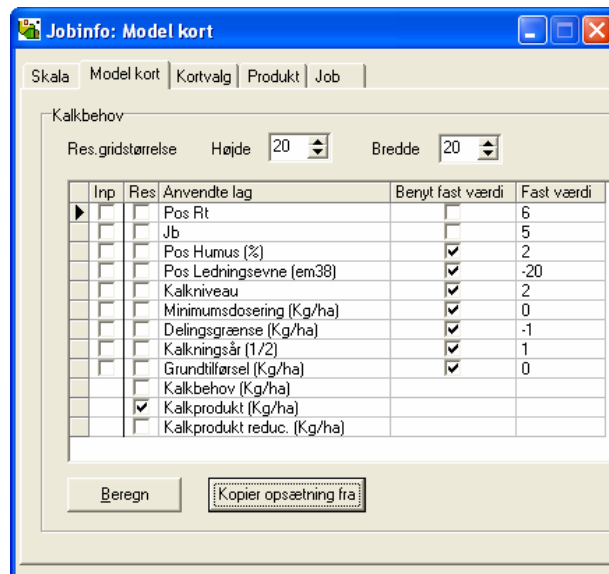 Jobinfo: Model kort
Skala Model kort Kortvalg Produkt Job
Kalkbehov
Res.gridstørrelse Højde 20 Bredde 20
Inp Res Anvendte lag Benyt fast værdi Fast værdi
Pos Rt 6
Jb 5
Pos Humus (%) 2
Pos Ledningsevne (em38) -20
Kalkniveau 2
Minimumsdosering (Kg/ha) 0
Delingsgrænse (Kg/ha) -1
Kalkningsår (1/2) 1
Grundtilførsel (Kg/ha) 0
Kalkbehov (Kg/ha)
Kalkprodukt (Kg/ha)
Kalkprodukt reduc. (Kg/ha)
Beregn Kopier opsætning fra